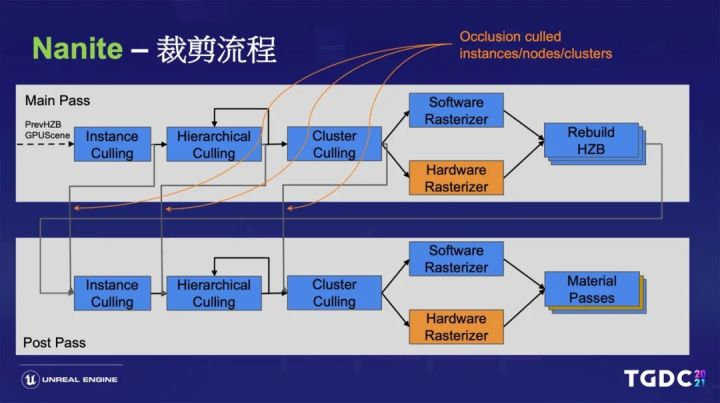 Nanite – 裁剪流程
Occlusion culled
instances/nodes/clusters
Main Pass
PrevHZB
GPUScene
Instance
Culling
Hierarchical
Culling
Cluster
Culling
Software
Rasterizer
Hardware
Rasterizer
Rebuild
HZB
Instance
Culling
Hierarchical
Culling
Cluster
Culling
Software
Rasterizer
Hardware
Rasterizer
Material
Passes
Post Pass
UNREAL ENGINE
TGDC 2021